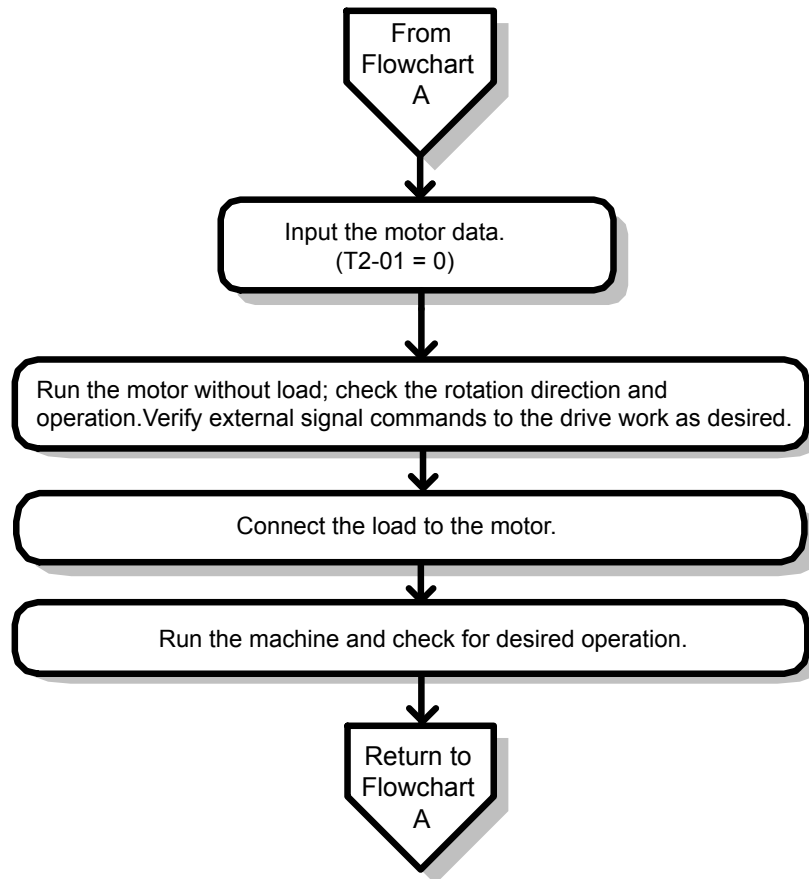 From
Flowchart
A
Input the motor data.
(T2-01 = 0)
Run the motor without load; check the rotation direction and
operation.Verify external signal commands to the drive work as desired.
Connect the load to the motor.
Run the machine and check for desired operation.
Return to
Flowchart
A